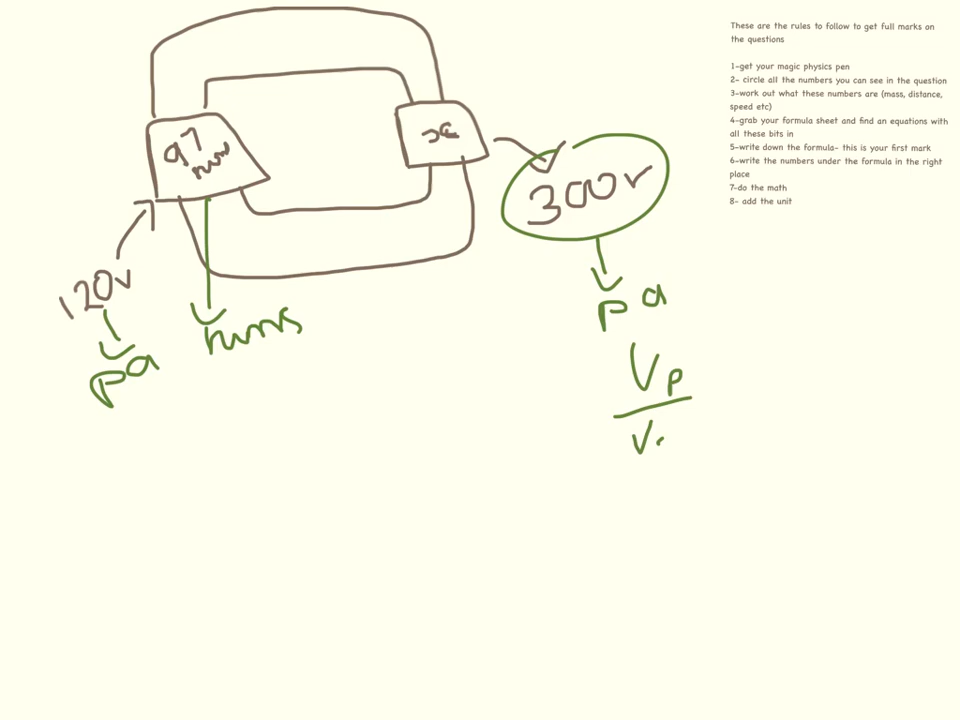 These are the rules to follow to get full marks on
the questions
1-get your magic physics pen
2- circle all the numbers you can see in the question
3-work out what these numbers are (mass, distance,
speed etc)
4-grab your formula sheet and find an equations with
all these bits in
5-write down the formula- this is your first mark
6-write the numbers under the formula in the right
place
7-do the math
8- add the unit
97
x
300v
120v
pd
pd
Vp
V